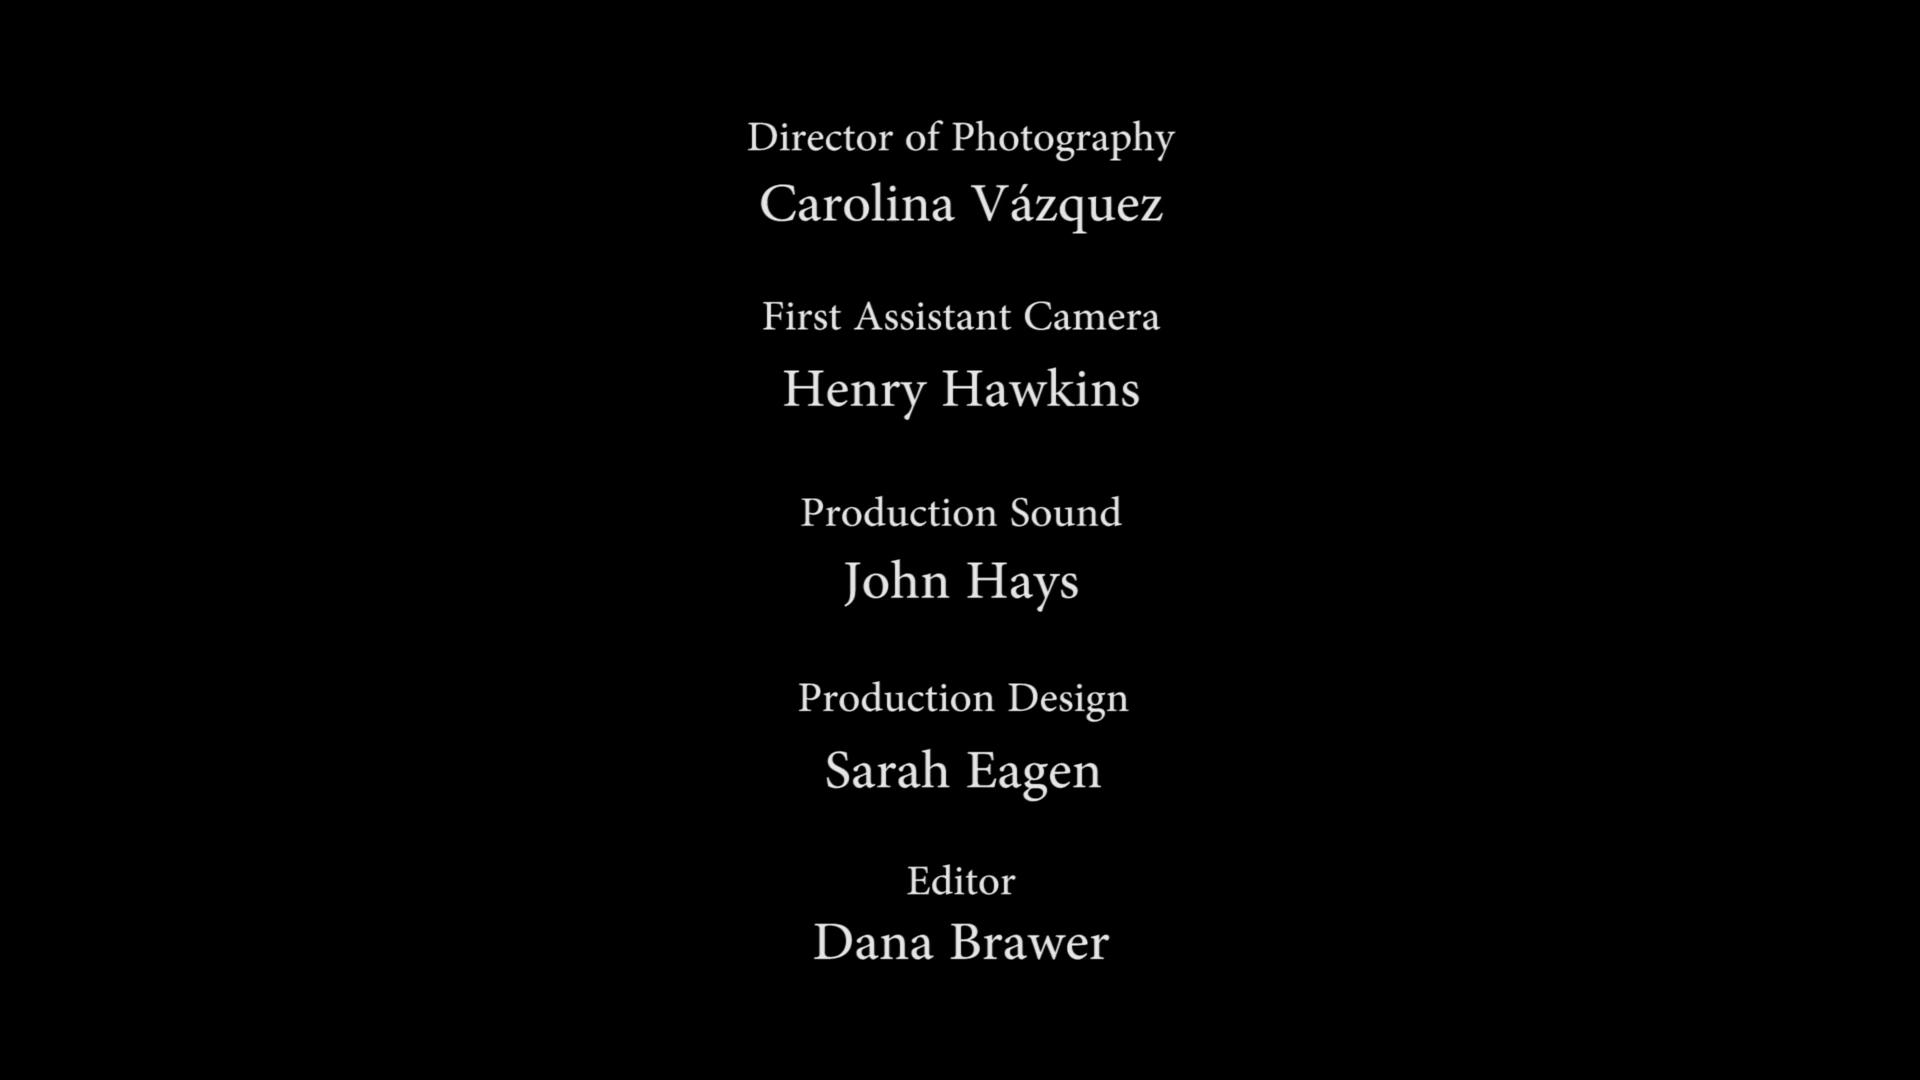 Director of Photography
Carolina Vázquez
First Assistant Camera
Henry Hawkins
Production Sound
John Hays
Production Design
Sarah Eagen
Editor
Dana Brawer